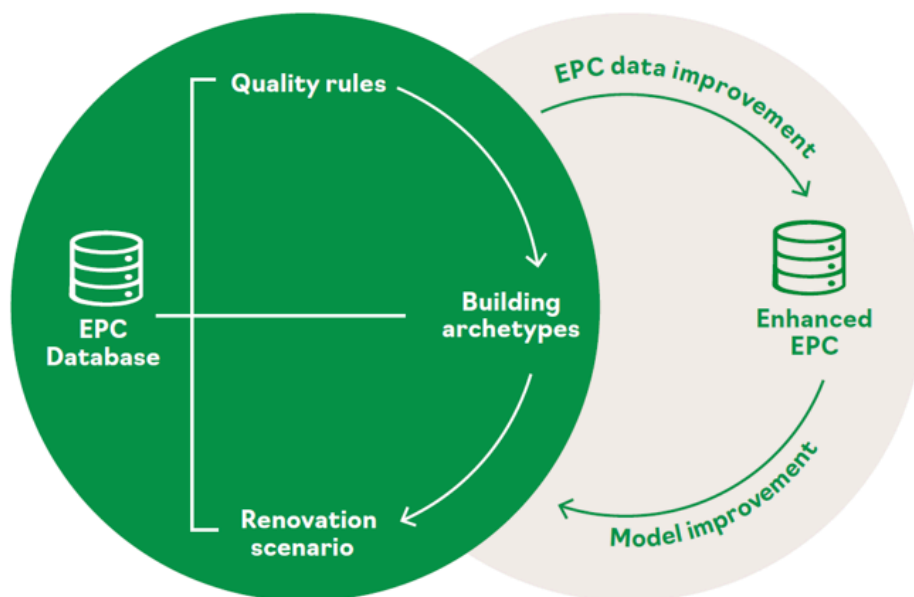 Quality rules
EPC data improvement
EPC
Database
Building
archetypes
Enhanced
EPC
Renovation
scenario
Model improvement